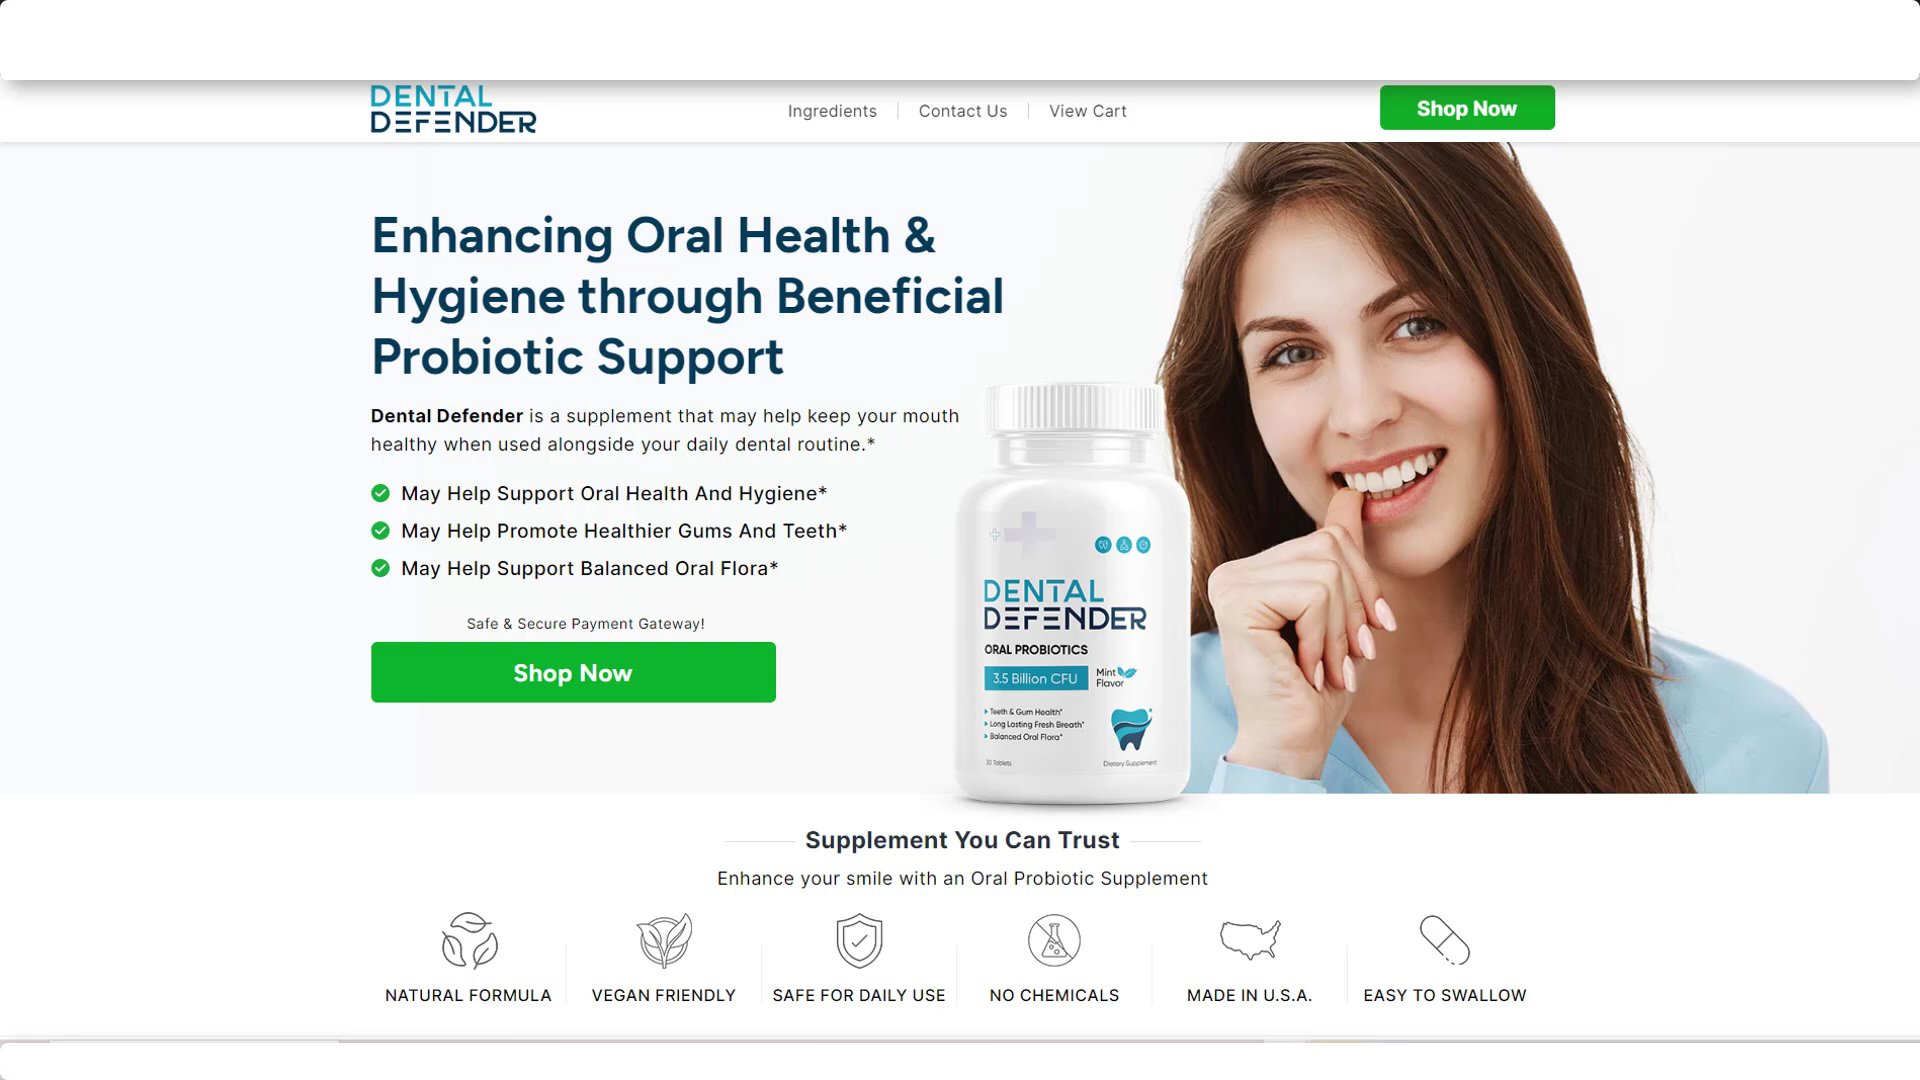 DENTAL
DEFENDER
Ingredients
Contact Us
View Cart
Shop Now
Enhancing Oral Health &
Hygiene through Beneficial
Probiotic Support
Dental Defender is a supplement that may help keep your mouth
healthy when used alongside your daily dental routine.*
May Help Support Oral Health And Hygiene*
May Help Promote Healthier Gums And Teeth*
May Help Support Balanced Oral Flora*
Safe & Secure Payment Gateway!
Shop Now
DENTAL
DEFENDER
ORAL PROBIOTICS
3.5 Billion CFU
Mint
Flavor
Teeth & Gum Health*
Long Lasting Fresh Breath*
Balanced Oral Flora*
30 Tablets
Dietary Supplement
Supplement You Can Trust
Enhance your smile with an Oral Probiotic Supplement
NATURAL FORMULA
VEGAN FRIENDLY
SAFE FOR DAILY USE
NO CHEMICALS
MADE IN U.S.A.
EASY TO SWALLOW